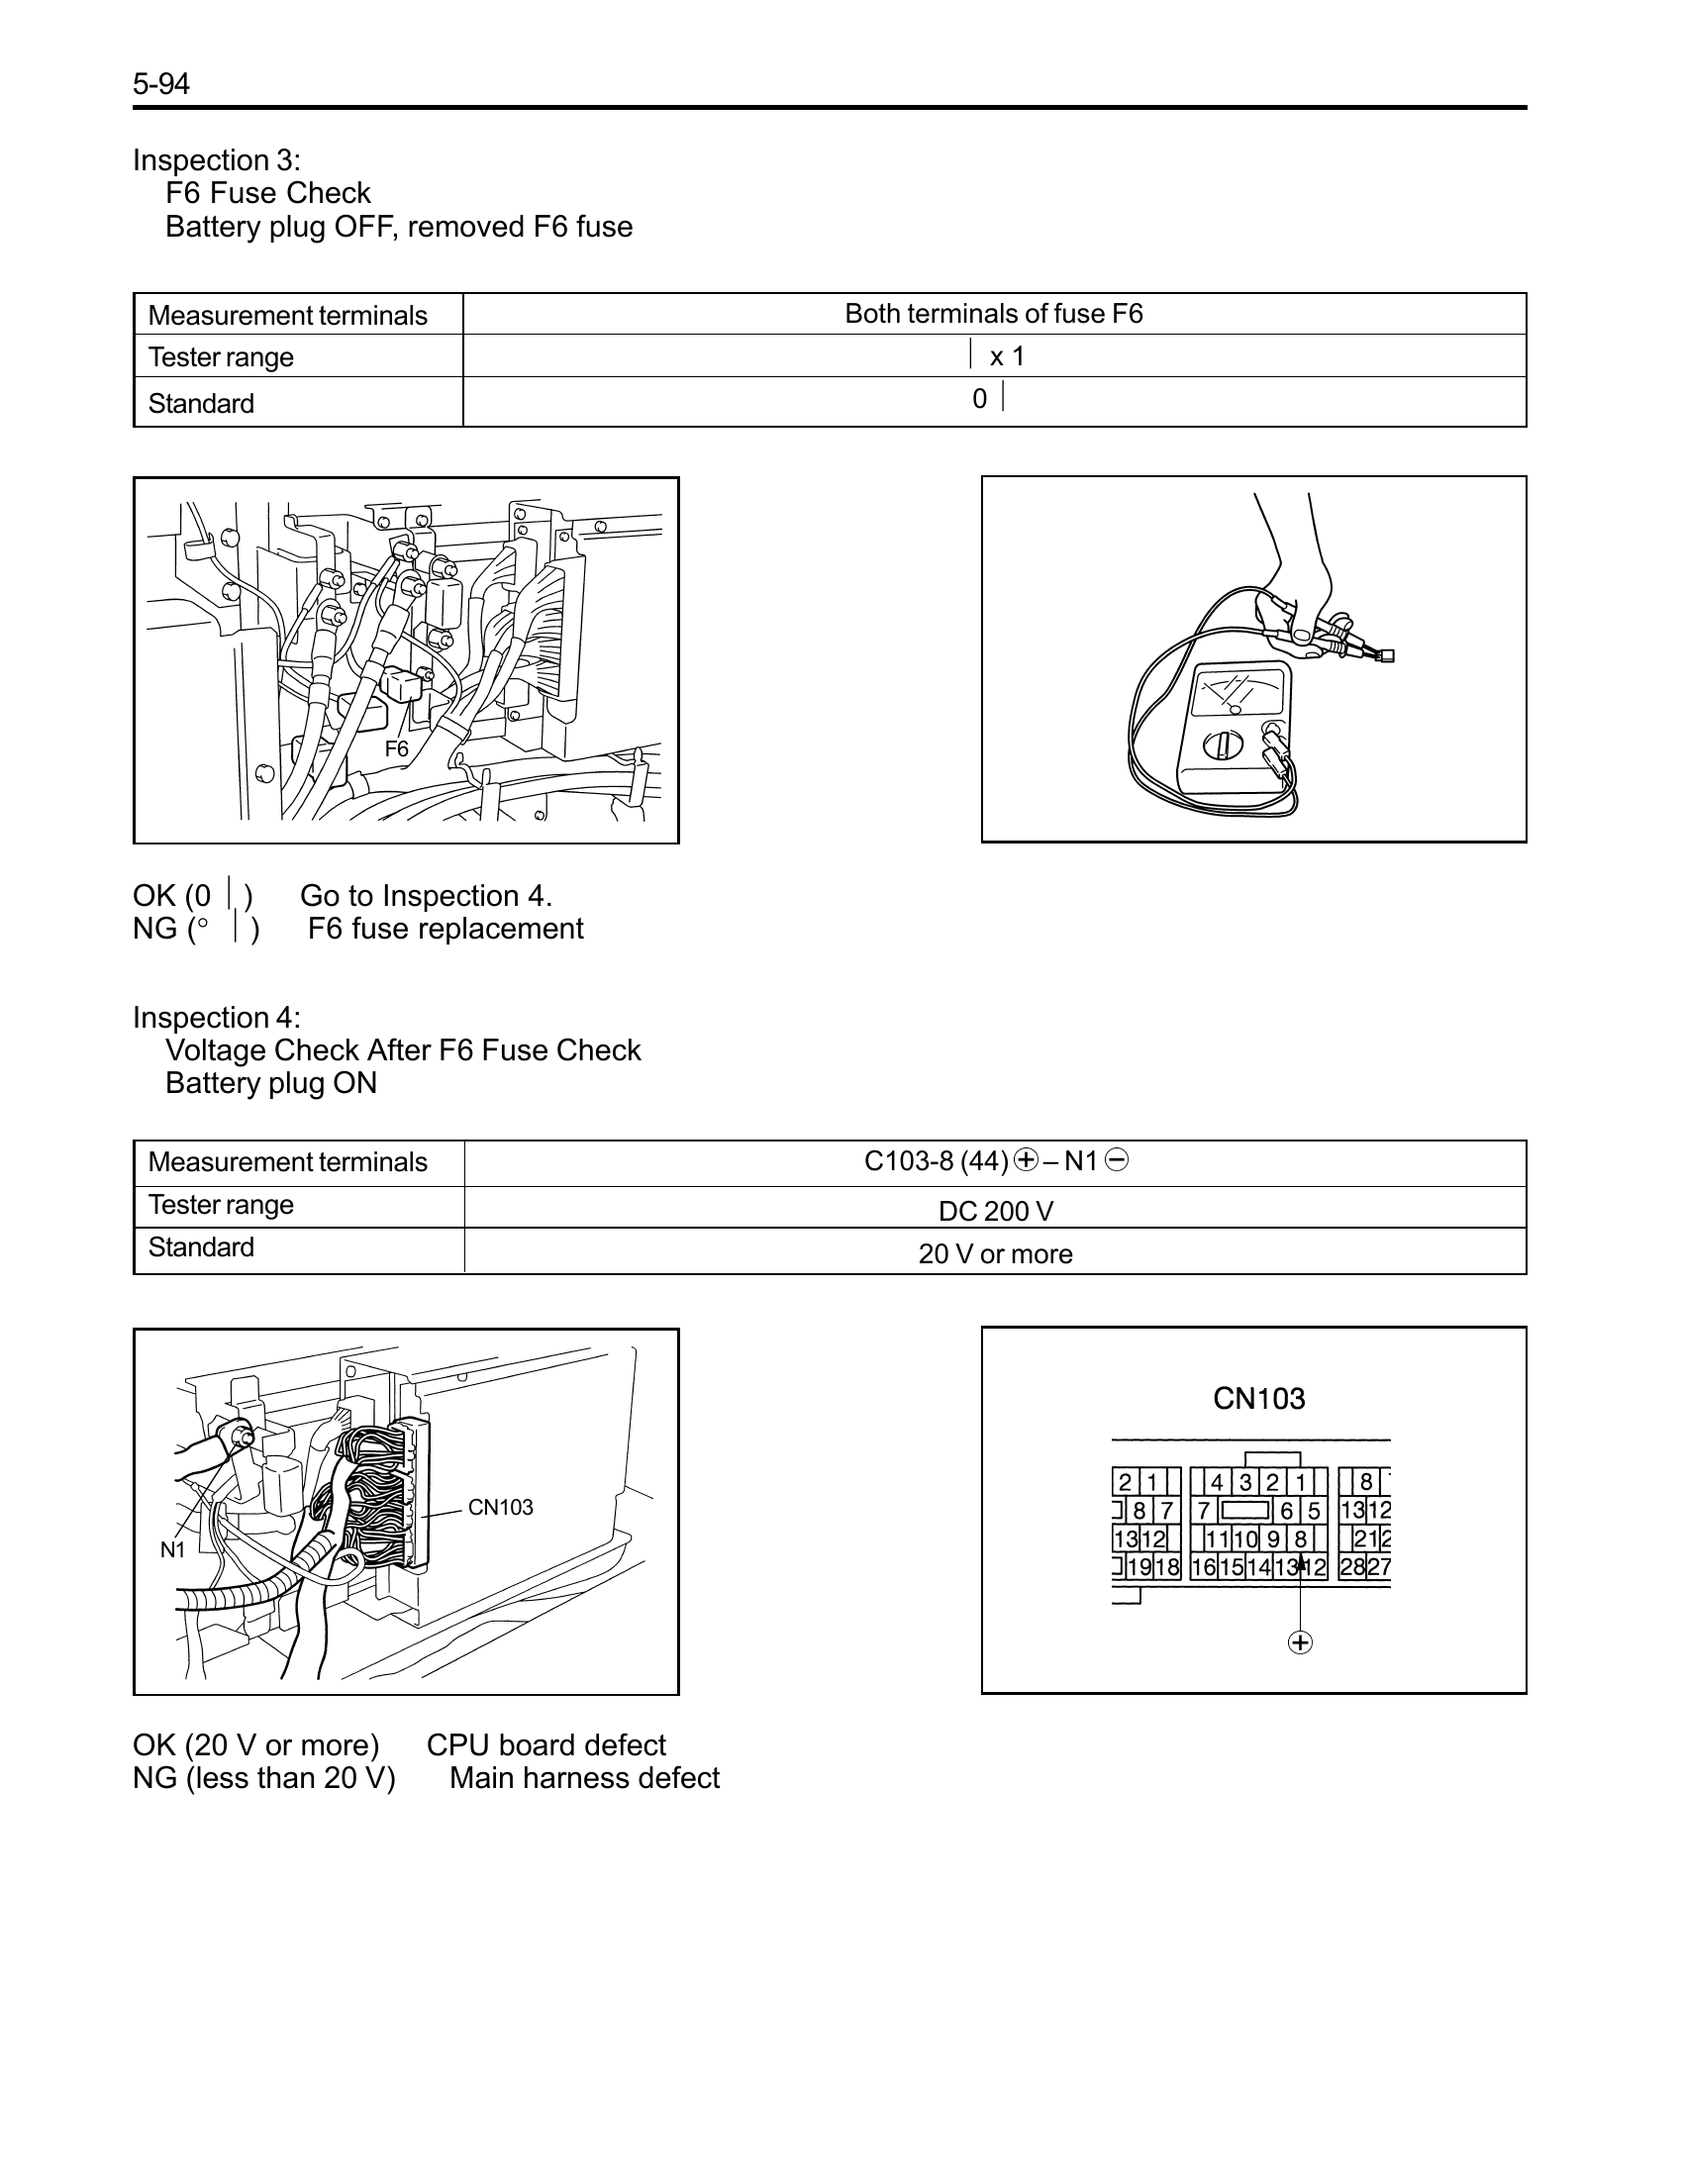 5-94
Inspection 3:
F6 Fuse Check
Battery plug OFF, removed F6 fuse
Measurement terminals Both terminals of fuse F6
Tester range | x 1
Standard 0 |
F6
OK (0 | ) Go to Inspection 4.
NG (° | ) F6 fuse replacement
Inspection 4:
Voltage Check After F6 Fuse Check
Battery plug ON
Measurement terminals C103-8 (44) ⊕ – N1 ⊖
Tester range DC 200 V
Standard 20 V or more
CN103
N1
CN103
2 1 4 3 2 1 8
8 7 7 6 5 13 12
13 12 11 10 9 8 21 2
19 18 16 15 14 13 12 28 27
⊕
OK (20 V or more) CPU board defect
NG (less than 20 V) Main harness defect